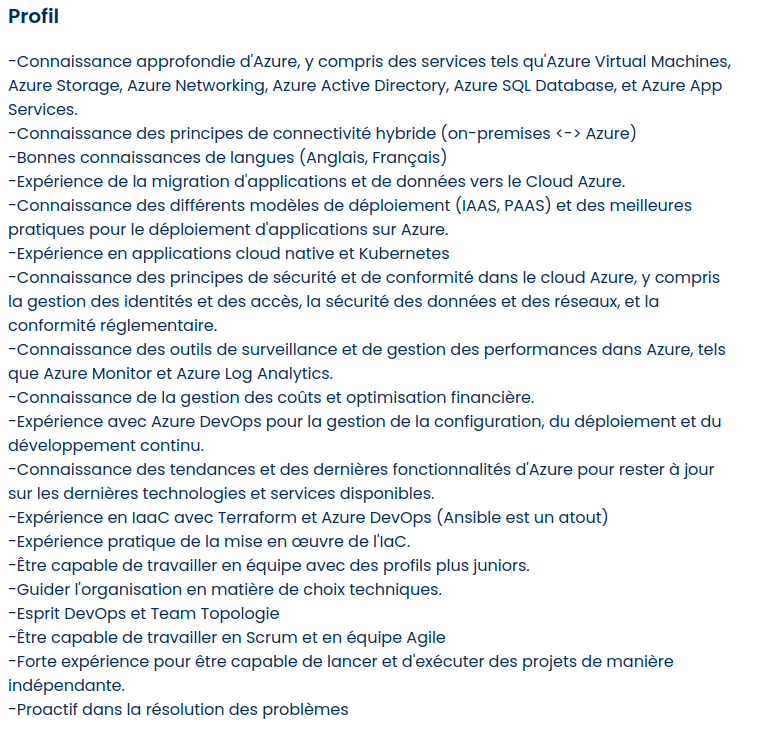 Profil
-Connaissance approfondie d'Azure, y compris des services tels qu'Azure Virtual Machines,
Azure Storage, Azure Networking, Azure Active Directory, Azure SQL Database, et Azure App
Services.
-Connaissance des principes de connectivité hybride (on-premises <-> Azure)
-Bonnes connaissances de langues (Anglais, Français)
-Expérience de la migration d'applications et de données vers le Cloud Azure.
-Connaissance des différents modèles de déploiement (IAAS, PAAS) et des meilleures
pratiques pour le déploiement d'applications sur Azure.
-Expérience en applications cloud native et Kubernetes
-Connaissance des principes de sécurité et de conformité dans le cloud Azure, y compris
la gestion des identités et des accès, la sécurité des données et des réseaux, et la
conformité réglementaire.
-Connaissance des outils de surveillance et de gestion des performances dans Azure, tels
que Azure Monitor et Azure Log Analytics.
-Connaissance de la gestion des coûts et optimisation financière.
-Expérience avec Azure DevOps pour la gestion de la configuration, du déploiement et du
développement continu.
-Connaissance des tendances et des dernières fonctionnalités d'Azure pour rester à jour
sur les dernières technologies et services disponibles.
-Expérience en IaaC avec Terraform et Azure DevOps (Ansible est un atout)
-Expérience pratique de la mise en œuvre de l'IaC.
-Être capable de travailler en équipe avec des profils plus juniors.
-Guider l'organisation en matière de choix techniques.
-Esprit DevOps et Team Topologie
-Être capable de travailler en Scrum et en équipe Agile
-Forte expérience pour être capable de lancer et d'exécuter des projets de manière
indépendante.
-Proactif dans la résolution des problèmes